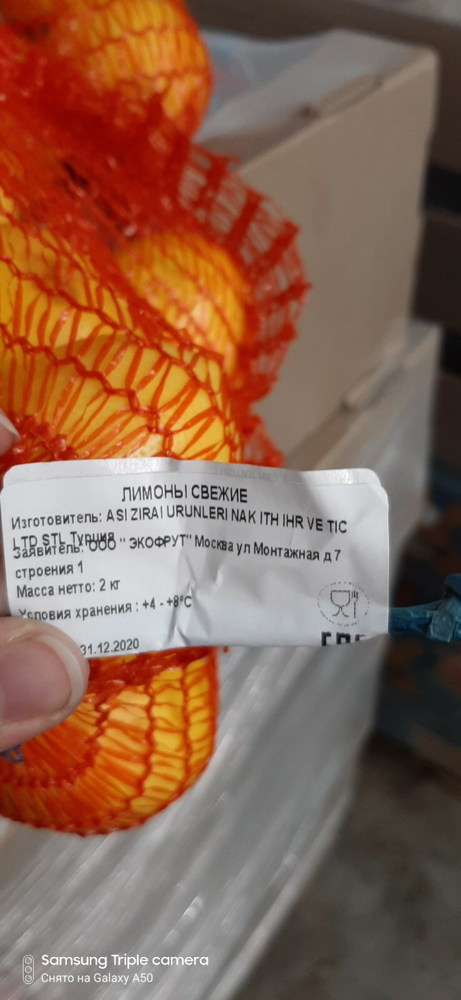 ЛИМОНЫ СВЕЖИЕ
Изготовитель: ASI ZIRAI URUNLERI NAK ITH IHR VE TIC
LTD STL Турция
Заявитель: ООО " ЭКОФРУТ" Москва ул Монтажная д 7
строения 1
Масса нетто: 2 кг
Условия хранения : +4 - +8°C
31.12.2020
Samsung Triple camera
Снято на Galaxy A50